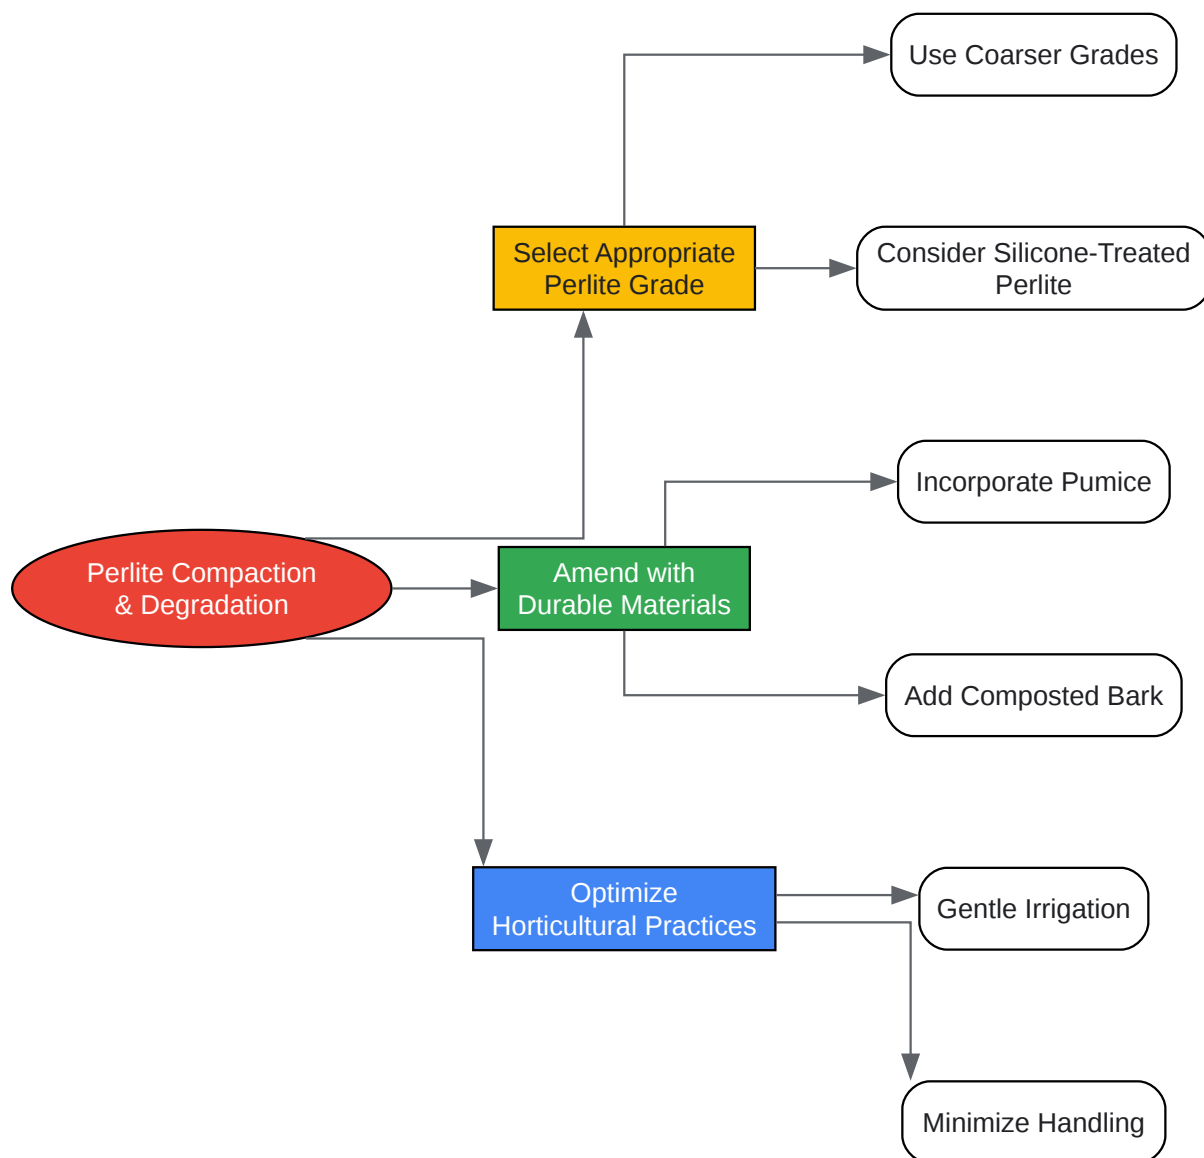 Use Coarser Grades
Select Appropriate
Perlite Grade
Consider Silicone-Treated
Perlite
Incorporate Pumice
Perlite Compaction
& Degradation
Amend with
Durable Materials
Add Composted Bark
Optimize
Horticultural Practices
Gentle Irrigation
Minimize Handling